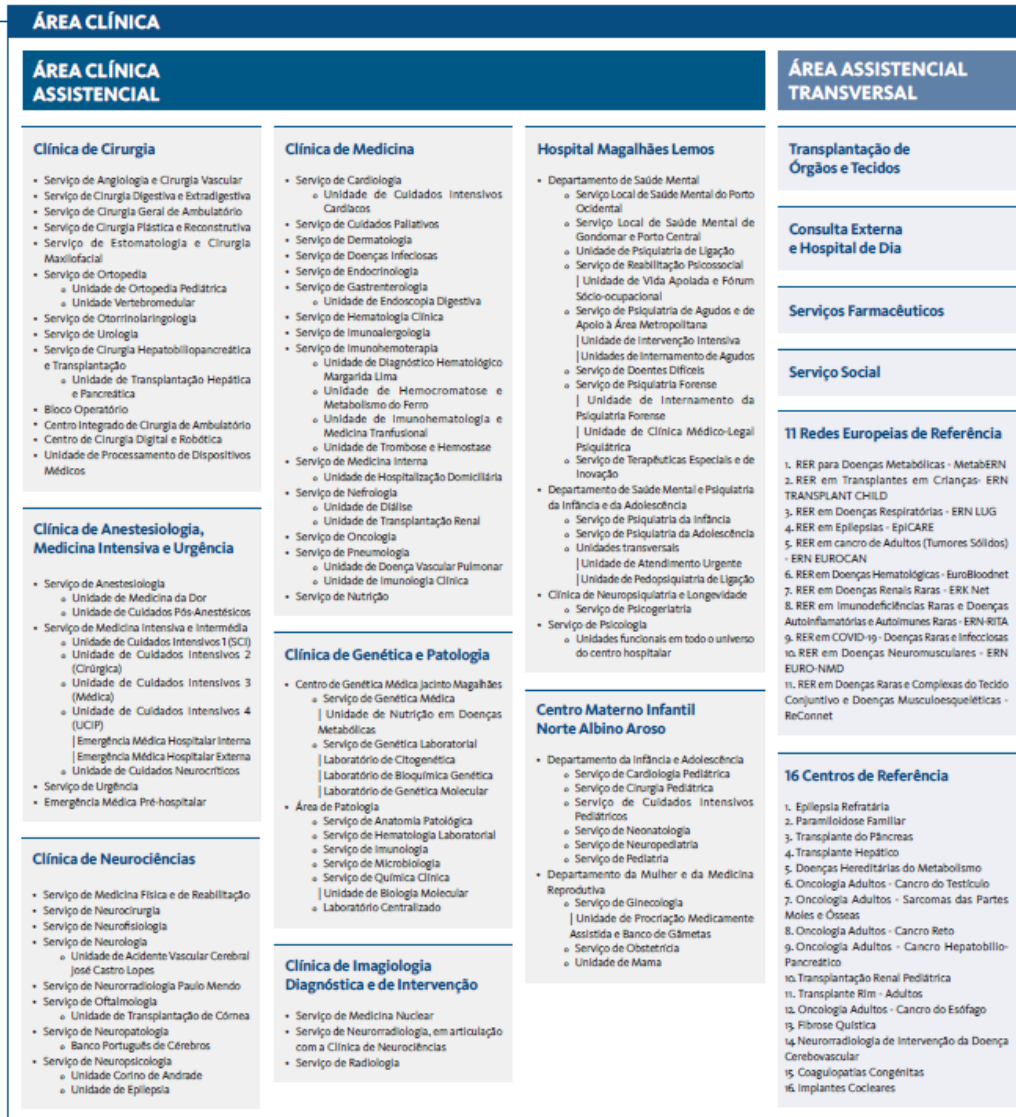 ÁREA CLÍNICA
ÁREA CLÍNICA
ASSISTENCIAL
Clínica de Cirurgia
• Serviço de Angiologia e Cirurgia Vascular
• Serviço de Cirurgia Digestiva e Extradigestiva
• Serviço de Cirurgia Geral de Ambulatório
• Serviço de Cirurgia Plástica e Reconstrutiva
• Serviço de Estomatologia e Cirurgia
Maxilofacial
• Serviço de Ortopedia
o Unidade de Ortopedia Pediátrica
o Unidade Vertebromedular
• Serviço de Otorrinolaringologia
• Serviço de Urologia
• Serviço de Cirurgia Hepatobiliopancreática
e Transplantação
o Unidade de Transplantação Hepática
e Pancreática
• Bloco Operatório
• Centro Integrado de Cirurgia de Ambulatório
• Centro de Cirurgia Digital e Robótica
• Unidade de Processamento de Dispositivos
Médicos
Clínica de Anestesiologia,
Medicina Intensiva e Urgência
• Serviço de Anestesiologia
o Unidade de Medicina da Dor
o Unidade de Cuidados Pós-Anestésicos
• Serviço de Medicina Intensiva e Intermédia
o Unidade de Cuidados Intensivos 1 (SCI)
o Unidade de Cuidados Intensivos 2
(Cirúrgica)
o Unidade de Cuidados Intensivos 3
(Médica)
o Unidade de Cuidados Intensivos 4
(UCIP)
| Emergência Médica Hospitalar Interna
| Emergência Médica Hospitalar Externa
o Unidade de Cuidados Neurocríticos
• Serviço de Urgência
• Emergência Médica Pré-hospitalar
Clínica de Neurociências
• Serviço de Medicina Física e de Reabilitação
• Serviço de Neurocirurgia
• Serviço de Neurofisiologia
• Serviço de Neurologia
o Unidade de Acidente Vascular Cerebral
José Castro Lopes
• Serviço de Neurorradiologia Paulo Mendo
• Serviço de Oftalmologia
o Unidade de Transplantação de Córnea
• Serviço de Neuropatologia
o Banco Português de Cérebros
• Serviço de Neuropsicologia
o Unidade Corino de Andrade
o Unidade de Epilepsia
Clínica de Medicina
• Serviço de Cardiologia
o Unidade de Cuidados Intensivos
Cardíacos
• Serviço de Cuidados Paliativos
• Serviço de Dermatologia
• Serviço de Doenças Infeciosas
• Serviço de Endocrinologia
• Serviço de Gastrenterologia
o Unidade de Endoscopia Digestiva
• Serviço de Hematologia Clínica
• Serviço de Imunoalergologia
• Serviço de Imunohemoterapia
o Unidade de Diagnóstico Hematológico
Margarida Lima
o Unidade de Hemocromatose e
Metabolismo do Ferro
o Unidade de Imunohematologia e
Medicina Tranfusional
o Unidade de Trombose e Hemostase
• Serviço de Medicina Interna
o Unidade de Hospitalização Domiciliária
• Serviço de Nefrologia
o Unidade de Diálise
o Unidade de Transplantação Renal
• Serviço de Oncologia
• Serviço de Pneumologia
o Unidade de Doença Vascular Pulmonar
o Unidade de Imunologia Clínica
• Serviço de Nutrição
Clínica de Genética e Patologia
• Centro de Genética Médica Jacinto Magalhães
o Serviço de Genética Médica
| Unidade de Nutrição em Doenças
Metabólicas
o Serviço de Genética Laboratorial
| Laboratório de Citogenética
| Laboratório de Bioquímica Genética
| Laboratório de Genética Molecular
• Área de Patologia
o Serviço de Anatomia Patológica
o Serviço de Hematologia Laboratorial
o Serviço de Imunologia
o Serviço de Microbiologia
o Serviço de Química Clínica
| Unidade de Biologia Molecular
o Laboratório Centralizado
Clínica de Imagiologia
Diagnóstica e de Intervenção
• Serviço de Medicina Nuclear
• Serviço de Neurorradiologia, em articulação
com a Clínica de Neurociências
• Serviço de Radiologia
Hospital Magalhães Lemos
• Departamento de Saúde Mental
o Serviço Local de Saúde Mental do Porto
Ocidental
o Serviço Local de Saúde Mental de
Gondomar e Porto Central
o Unidade de Psiquiatria de Ligação
o Serviço de Reabilitação Psicossocial
| Unidade de Vida Apoiada e Fórum
Sócio-ocupacional
o Serviço de Psiquiatria de Agudos e de
Apoio à Área Metropolitana
| Unidade de Intervenção Intensiva
| Unidades de Internamento de Agudos
o Serviço de Doentes Difíceis
o Serviço de Psiquiatria Forense
| Unidade de Internamento da
Psiquiatria Forense
| Unidade de Clínica Médico-Legal
Psiquiátrica
o Serviço de Terapêuticas Especiais e de
Inovação
• Departamento de Saúde Mental e Psiquiatria
da Infância e da Adolescência
o Serviço de Psiquiatria da Infância
o Serviço de Psiquiatria da Adolescência
o Unidades transversais
| Unidade de Atendimento Urgente
| Unidade de Pedopsiquiatria de Ligação
• Clínica de Neuropsiquiatria e Longevidade
o Serviço de Psicogeriatria
• Serviço de Psicologia
o Unidades funcionais em todo o universo
do centro hospitalar
Centro Materno Infantil
Norte Albino Aroso
• Departamento da Infância e Adolescência
o Serviço de Cardiologia Pediátrica
o Serviço de Cirurgia Pediátrica
o Serviço de Cuidados Intensivos
Pediátricos
o Serviço de Neonatologia
o Serviço de Neuropediatria
o Serviço de Pediatria
• Departamento da Mulher e da Medicina
Reprodutiva
o Serviço de Ginecologia
| Unidade de Procriação Medicamente
Assistida e Banco de Gâmetas
o Serviço de Obstetrícia
o Unidade de Mama
ÁREA ASSISTENCIAL
TRANSVERSAL
Transplantação de
Órgãos e Tecidos
Consulta Externa
e Hospital de Dia
Serviços Farmacêuticos
Serviço Social
11 Redes Europeias de Referência
1. RER para Doenças Metabólicas - MetabERN
2. RER em Transplantes em Crianças- ERN
TRANSPLANT CHILD
3. RER em Doenças Respiratórias - ERN LUG
4. RER em Epilepsias - EpiCARE
5. RER em cancro de Adultos (Tumores Sólidos)
- ERN EUROCAN
6. RER em Doenças Hematológicas - EuroBloodnet
7. RER em Doenças Renais Raras - ERK Net
8. RER em Imunodeficiências Raras e Doenças
Autoinflamatórias e Autoimunes Raras - ERN-RITA
9. RER em COVID-19 - Doenças Raras e Infecciosas
10. RER em Doenças Neuromusculares - ERN
EURO-NMD
11. RER em Doenças Raras e Complexas do Tecido
Conjuntivo e Doenças Musculoesqueléticas -
ReConnet
16 Centros de Referência
1. Epilepsia Refratária
2. Paramiloidose Familiar
3. Transplante do Pâncreas
4. Transplante Hepático
5. Doenças Hereditárias do Metabolismo
6. Oncologia Adultos - Cancro do Testículo
7. Oncologia Adultos - Sarcomas das Partes
Moles e Ósseas
8. Oncologia Adultos - Cancro Reto
9. Oncologia Adultos - Cancro Hepatobilio-
Pancreático
10. Transplantação Renal Pediátrica
11. Transplante Rim - Adultos
12. Oncologia Adultos - Cancro do Esófago
13. Fibrose Quística
14. Neurorradiologia de Intervenção da Doença
Cerebovascular
15. Coagulopatias Congénitas
16. Implantes Cocleares